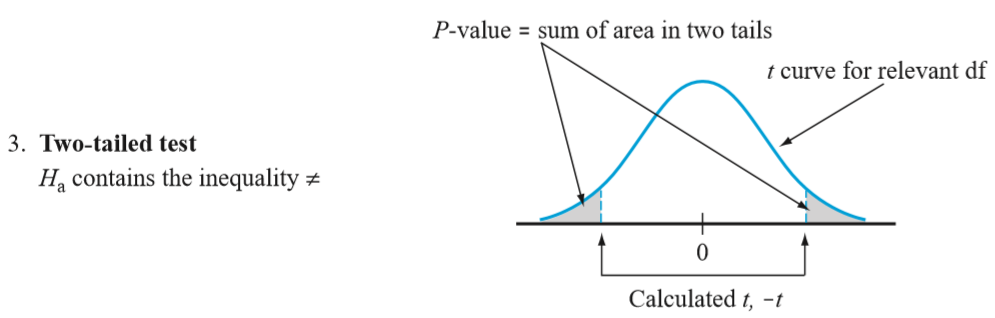 P-value = sum of area in two tails
t curve for relevant df
3. Two-tailed test
Hₐ contains the inequality ≠
0
Calculated t, −t